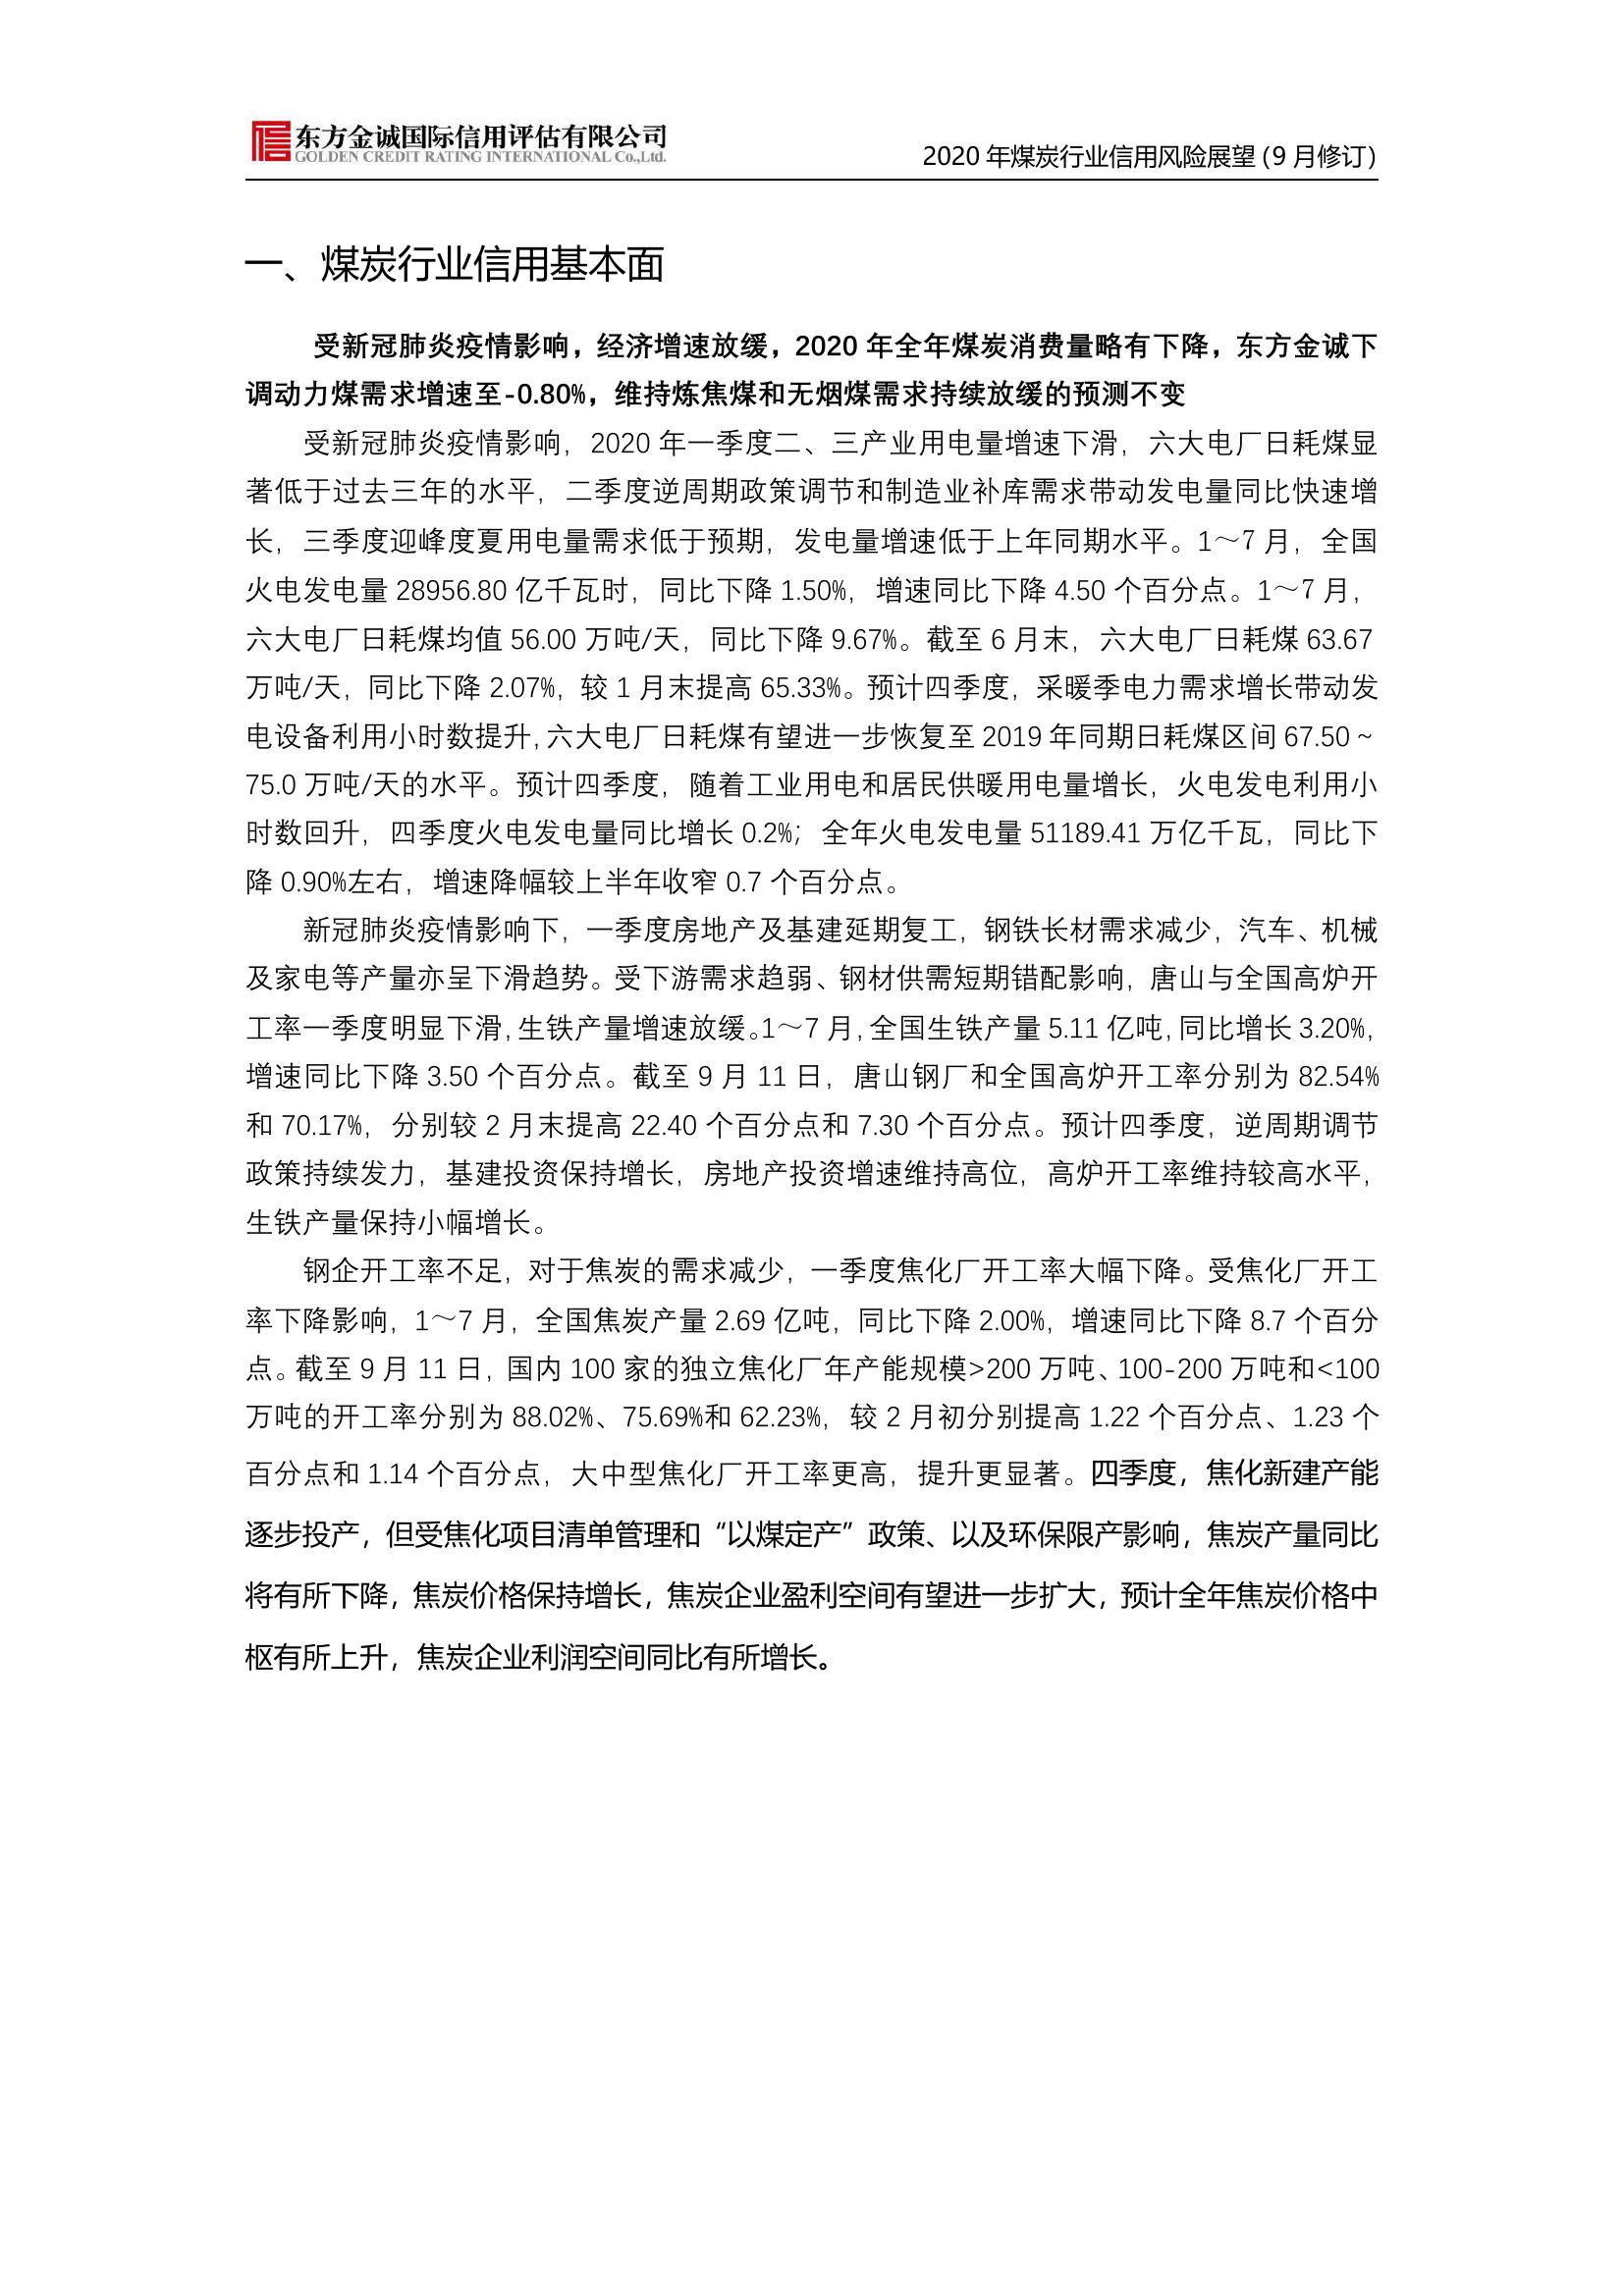 东方金诚国际信用评估有限公司
GOLDEN CREDIT RATING INTERNATIONAL Co.,Ltd.
2020 年煤炭行业信用风险展望(9 月修订)
一、煤炭行业信用基本面
受新冠肺炎疫情影响，经济增速放缓，2020 年全年煤炭消费量略有下降，东方金诚下
调动力煤需求增速至-0.80%，维持炼焦煤和无烟煤需求持续放缓的预测不变
受新冠肺炎疫情影响，2020 年一季度二、三产业用电量增速下滑，六大电厂日耗煤显
著低于过去三年的水平，二季度逆周期政策调节和制造业补库需求带动发电量同比快速增
长，三季度迎峰度夏用电量需求低于预期，发电量增速低于上年同期水平。1～7 月，全国
火电发电量 28956.80 亿千瓦时，同比下降 1.50%，增速同比下降 4.50 个百分点。1～7 月，
六大电厂日耗煤均值 56.00 万吨/天，同比下降 9.67%。截至 6 月末，六大电厂日耗煤 63.67
万吨/天，同比下降 2.07%，较 1 月末提高 65.33%。预计四季度，采暖季电力需求增长带动发
电设备利用小时数提升,六大电厂日耗煤有望进一步恢复至 2019 年同期日耗煤区间 67.50 ~
75.0 万吨/天的水平。预计四季度，随着工业用电和居民供暖用电量增长，火电发电利用小
时数回升，四季度火电发电量同比增长 0.2%；全年火电发电量 51189.41 万亿千瓦，同比下
降 0.90%左右，增速降幅较上半年收窄 0.7 个百分点。
新冠肺炎疫情影响下，一季度房地产及基建延期复工，钢铁长材需求减少，汽车、机械
及家电等产量亦呈下滑趋势。受下游需求趋弱、钢材供需短期错配影响，唐山与全国高炉开
工率一季度明显下滑,生铁产量增速放缓。1～7 月,全国生铁产量 5.11 亿吨,同比增长 3.20%,
增速同比下降 3.50 个百分点。截至 9 月 11 日，唐山钢厂和全国高炉开工率分别为 82.54%
和 70.17%，分别较 2 月末提高 22.40 个百分点和 7.30 个百分点。预计四季度，逆周期调节
政策持续发力，基建投资保持增长，房地产投资增速维持高位，高炉开工率维持较高水平，
生铁产量保持小幅增长。
钢企开工率不足，对于焦炭的需求减少，一季度焦化厂开工率大幅下降。受焦化厂开工
率下降影响，1～7 月，全国焦炭产量 2.69 亿吨，同比下降 2.00%，增速同比下降 8.7 个百分
点。截至 9 月 11 日，国内 100 家的独立焦化厂年产能规模>200 万吨、100-200 万吨和<100
万吨的开工率分别为 88.02%、75.69%和 62.23%，较 2 月初分别提高 1.22 个百分点、1.23 个
百分点和 1.14 个百分点，大中型焦化厂开工率更高，提升更显著。四季度，焦化新建产能
逐步投产，但受焦化项目清单管理和“以煤定产”政策、以及环保限产影响，焦炭产量同比
将有所下降，焦炭价格保持增长，焦炭企业盈利空间有望进一步扩大，预计全年焦炭价格中
枢有所上升，焦炭企业利润空间同比有所增长。